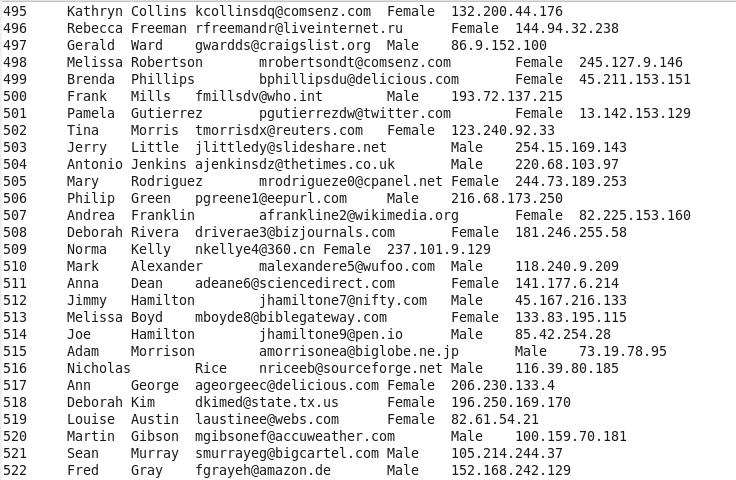 495 Kathryn Collins kcollinsdq@comsenz.com Female 132.200.44.176
496 Rebecca Freeman rfreemandr@liveinternet.ru Female 144.94.32.238
497 Gerald Ward gwardds@craigslist.org Male 86.9.152.100
498 Melissa Robertson mrobertsondt@comsenz.com Female 245.127.9.146
499 Brenda Phillips bphillipsdu@delicious.com Female 45.211.153.151
500 Frank Mills fmillsdv@who.int Male 193.72.137.215
501 Pamela Gutierrez pgutierrezdw@twitter.com Female 13.142.153.129
502 Tina Morris tmorrisdx@reuters.com Female 123.240.92.33
503 Jerry Little jlittledy@slideshare.net Male 254.15.169.143
504 Antonio Jenkins ajenkinsdz@thetimes.co.uk Male 220.68.103.97
505 Mary Rodriguez mrodrigueze0@cpanel.net Female 244.73.189.253
506 Philip Green pgreene1@eepurl.com Male 216.68.173.250
507 Andrea Franklin afrankline2@wikimedia.org Female 82.225.153.160
508 Deborah Rivera driverae3@bizjournals.com Female 181.246.255.58
509 Norma Kelly nkellye4@360.cn Female 237.101.9.129
510 Mark Alexander malexandere5@wufoo.com Male 118.240.9.209
511 Anna Dean adeane6@sciencedirect.com Female 141.177.6.214
512 Jimmy Hamilton jhamiltone7@nifty.com Male 45.167.216.133
513 Melissa Boyd mboyde8@biblegateway.com Female 133.83.195.115
514 Joe Hamilton jhamiltone9@pen.io Male 85.42.254.28
515 Adam Morrison amorrisonea@biglobe.ne.jp Male 73.19.78.95
516 Nicholas Rice nriceeb@sourceforge.net Male 116.39.80.185
517 Ann George ageorgeec@delicious.com Female 206.230.133.4
518 Deborah Kim dkimed@state.tx.us Female 196.250.169.170
519 Louise Austin laustinee@webs.com Female 82.61.54.21
520 Martin Gibson mgibsonef@accuweather.com Male 100.159.70.181
521 Sean Murray smurrayeg@bigcartel.com Male 105.214.244.37
522 Fred Gray fgrayeh@amazon.de Male 152.168.242.129